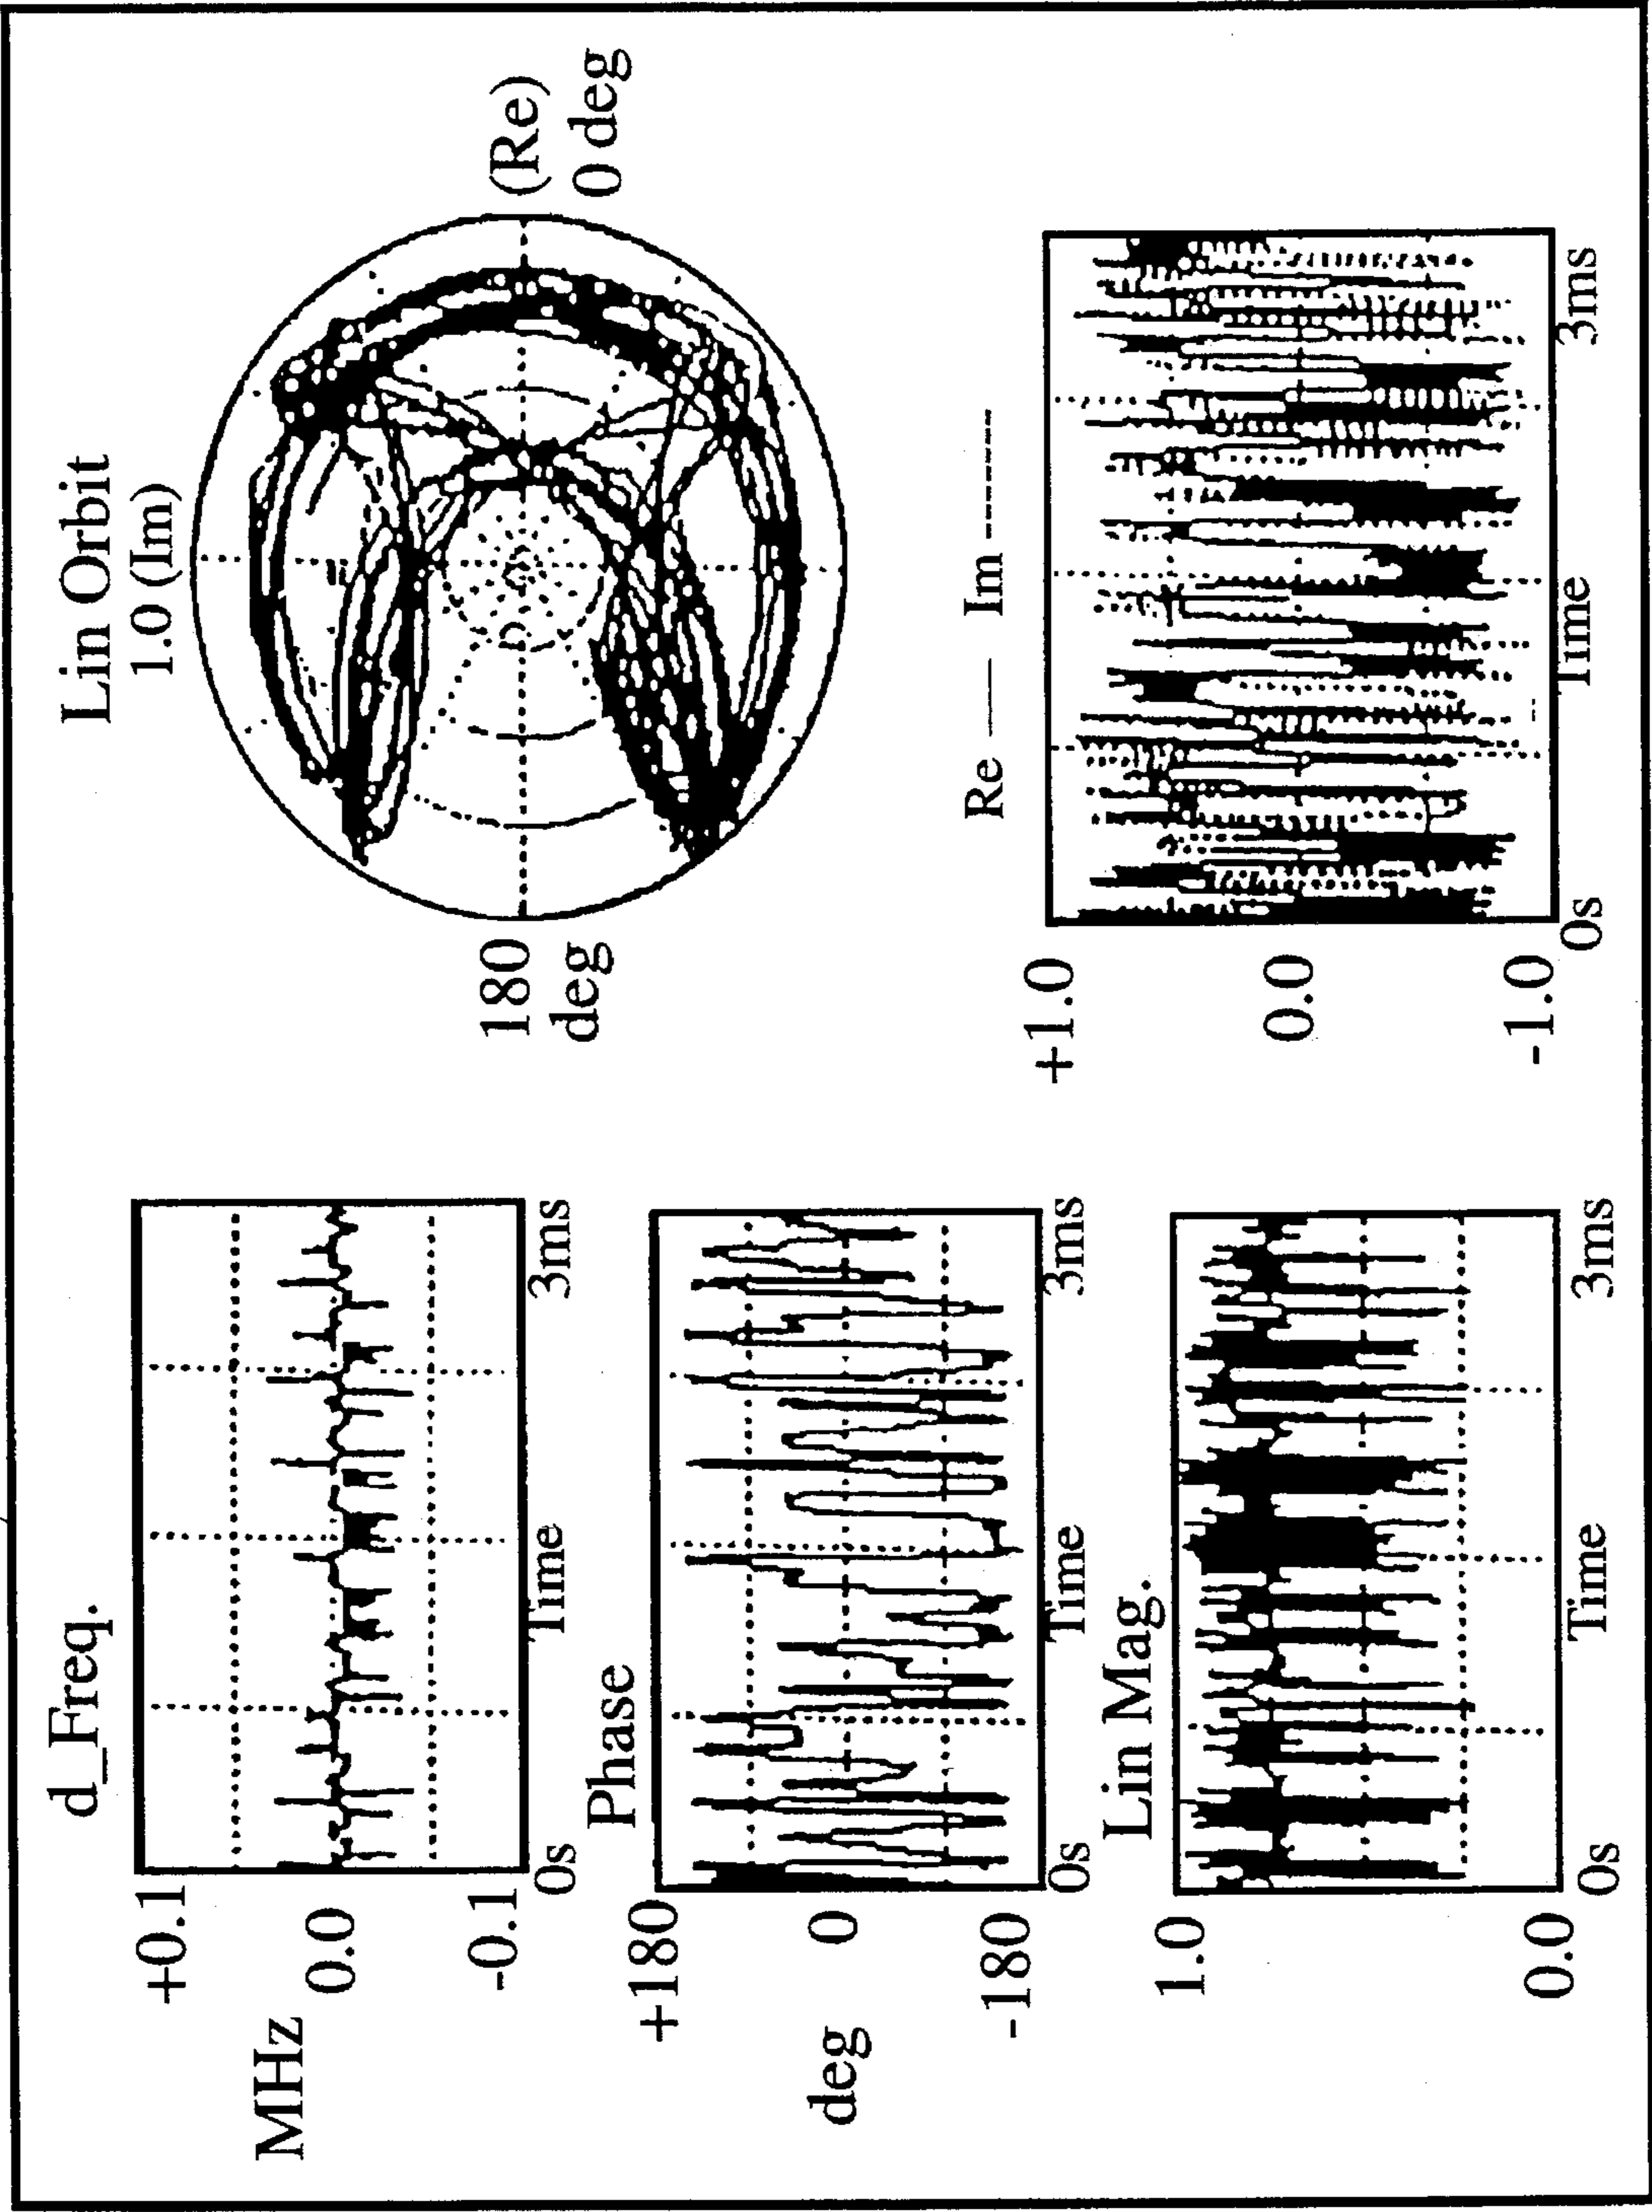 d_Freq.
MHz
+0.1
0.0
-0.1
0s
Time
3ms
Phase
deg
+180
0
-180
0s
Time
3ms
Lin Mag.
1.0
0.0
0s
Time
3ms
Lin Orbit
1.0 (Im)
180
deg
(Re)
0 deg
Re —— Im -------
+1.0
0.0
-1.0
0s
Time
3ms